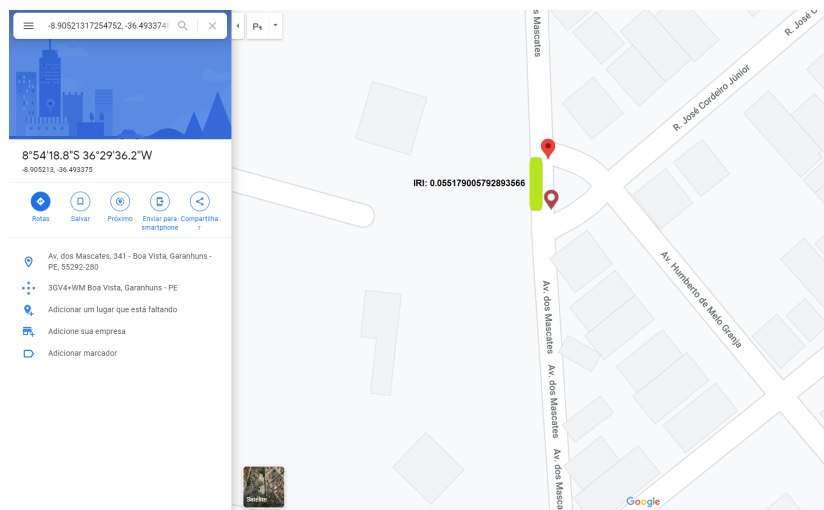 -8.90521317254752, -36.4933748
8°54'18.8"S 36°29'36.2"W
-8.905213, -36.493375
Rotas
Salvar
Próximo
Enviar para
smartphone
Compartilha
r
Av. dos Mascates, 341 - Boa Vista, Garanhuns -
PE, 55292-280
3GV4+WM Boa Vista, Garanhuns - PE
Adicionar um lugar que está faltando
Adicione sua empresa
Adicionar marcador
Satélite
s Mascates
R. José C
R. José Cordeiro Júnior
IRI: 0.055179005792893566
Av. Humberto de Melo Granja
Av. dos Mascates
Av. dos Mascates
Av. dos Masca
Google